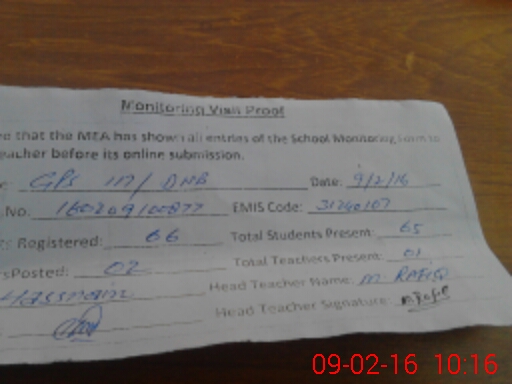 Monitoring Visit Proof
that the MEA has shown all entries of the School Monitoring Form to
eacher before its online submission.
GPS 117/ DNB Date: 9/2/16
No. EMIS Code: 31240107
Registered: 66 Total Students Present: 65
Posted: 02 Total Teachers Present: 01
Hassnain Head Teacher Name: M RAFIQ
Head Teacher Signature:
09-02-16 10:16